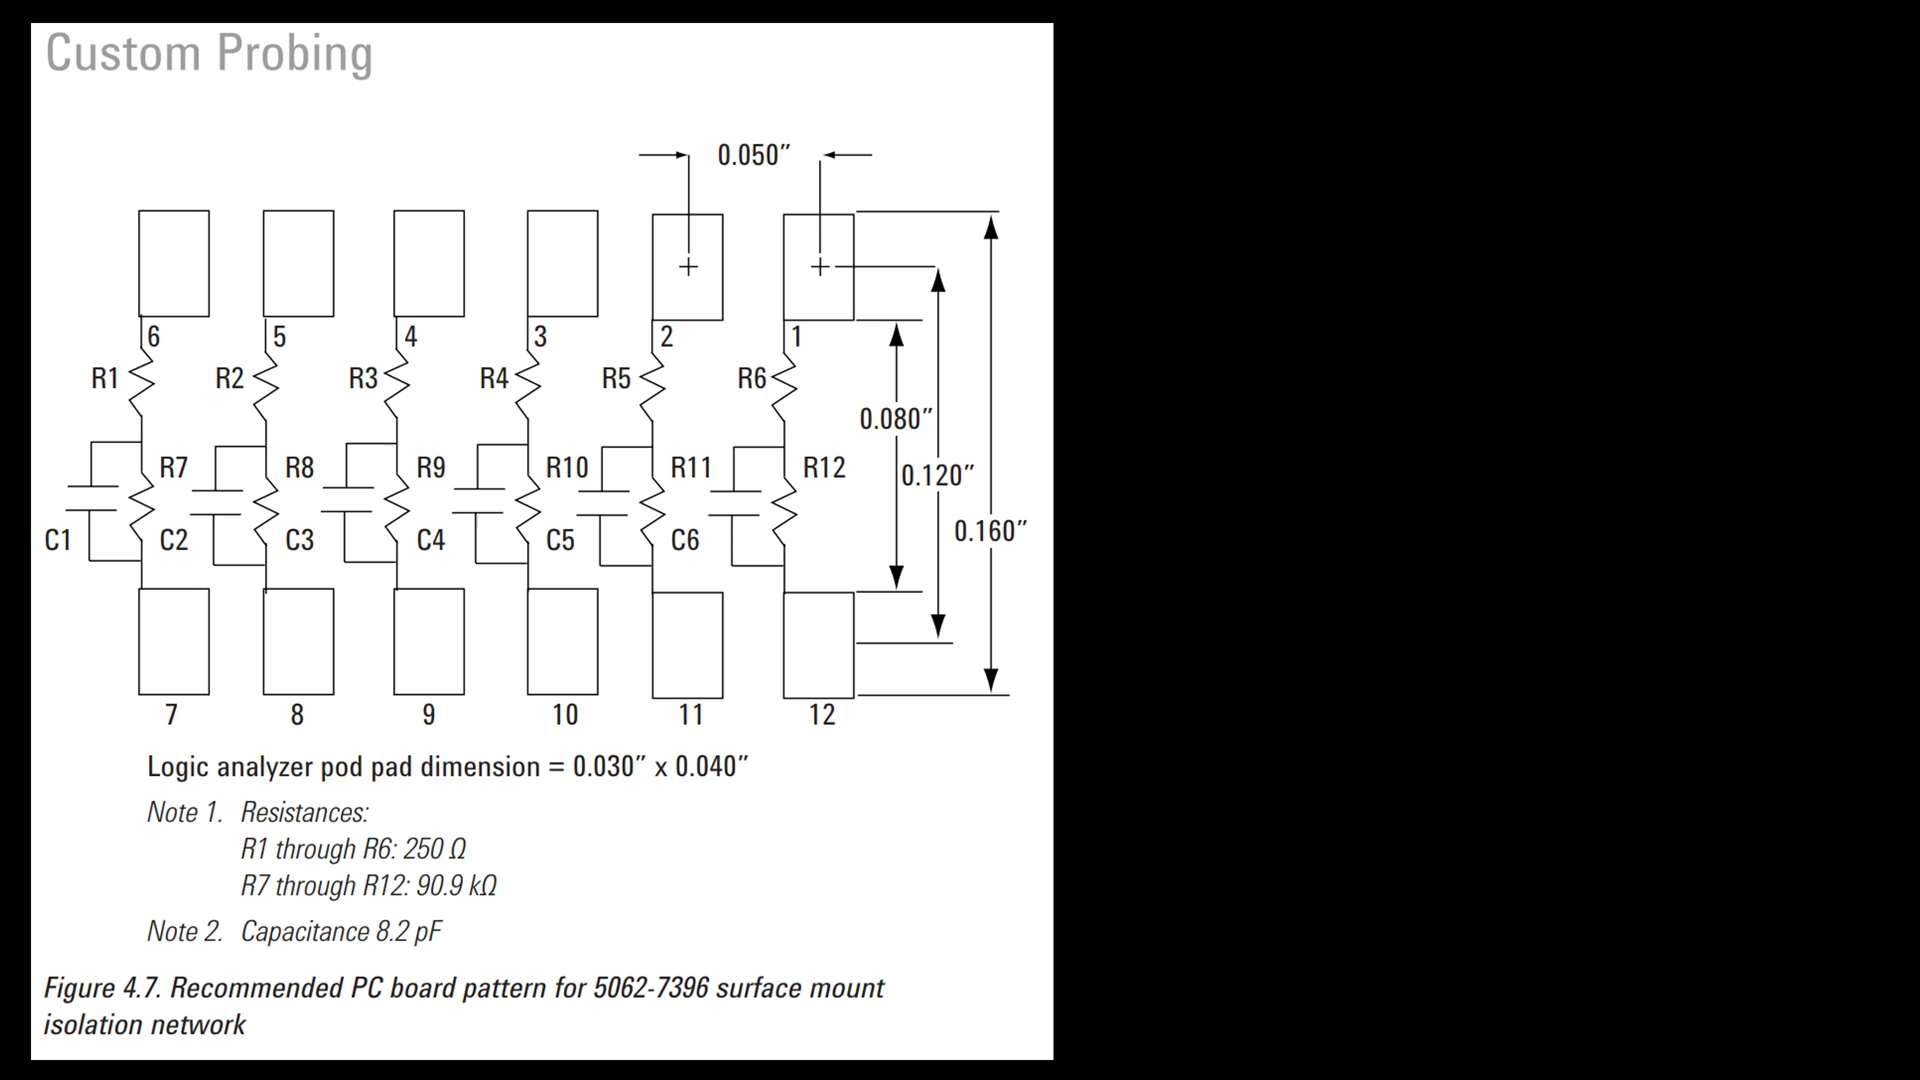 Custom Probing
0.050”
6 5 4 3 2 1
R1 R2 R3 R4 R5 R6
0.080”
R7 R8 R9 R10 R11 R12
0.120”
0.160”
C1 C2 C3 C4 C5 C6
7 8 9 10 11 12
Logic analyzer pod pad dimension = 0.030” x 0.040”
Note 1. Resistances:
R1 through R6: 250 Ω
R7 through R12: 90.9 kΩ
Note 2. Capacitance 8.2 pF
Figure 4.7. Recommended PC board pattern for 5062-7396 surface mount
isolation network